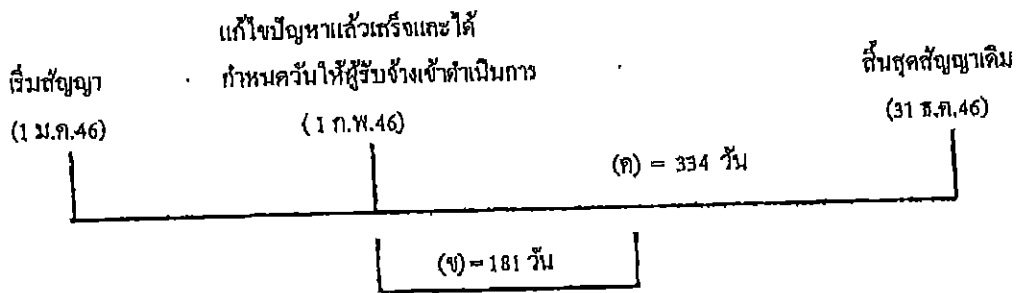 แก้ไขปัญหาแล้วเสร็จและได้
เริ่มสัญญา กำหนดวันให้ผู้รับจ้างเข้าดำเนินการ สิ้นสุดสัญญาเดิม
(1 ม.ค.46) (1 ก.พ.46) (31 ธ.ค.46)
(ค) = 334 วัน
(ข) = 181 วัน